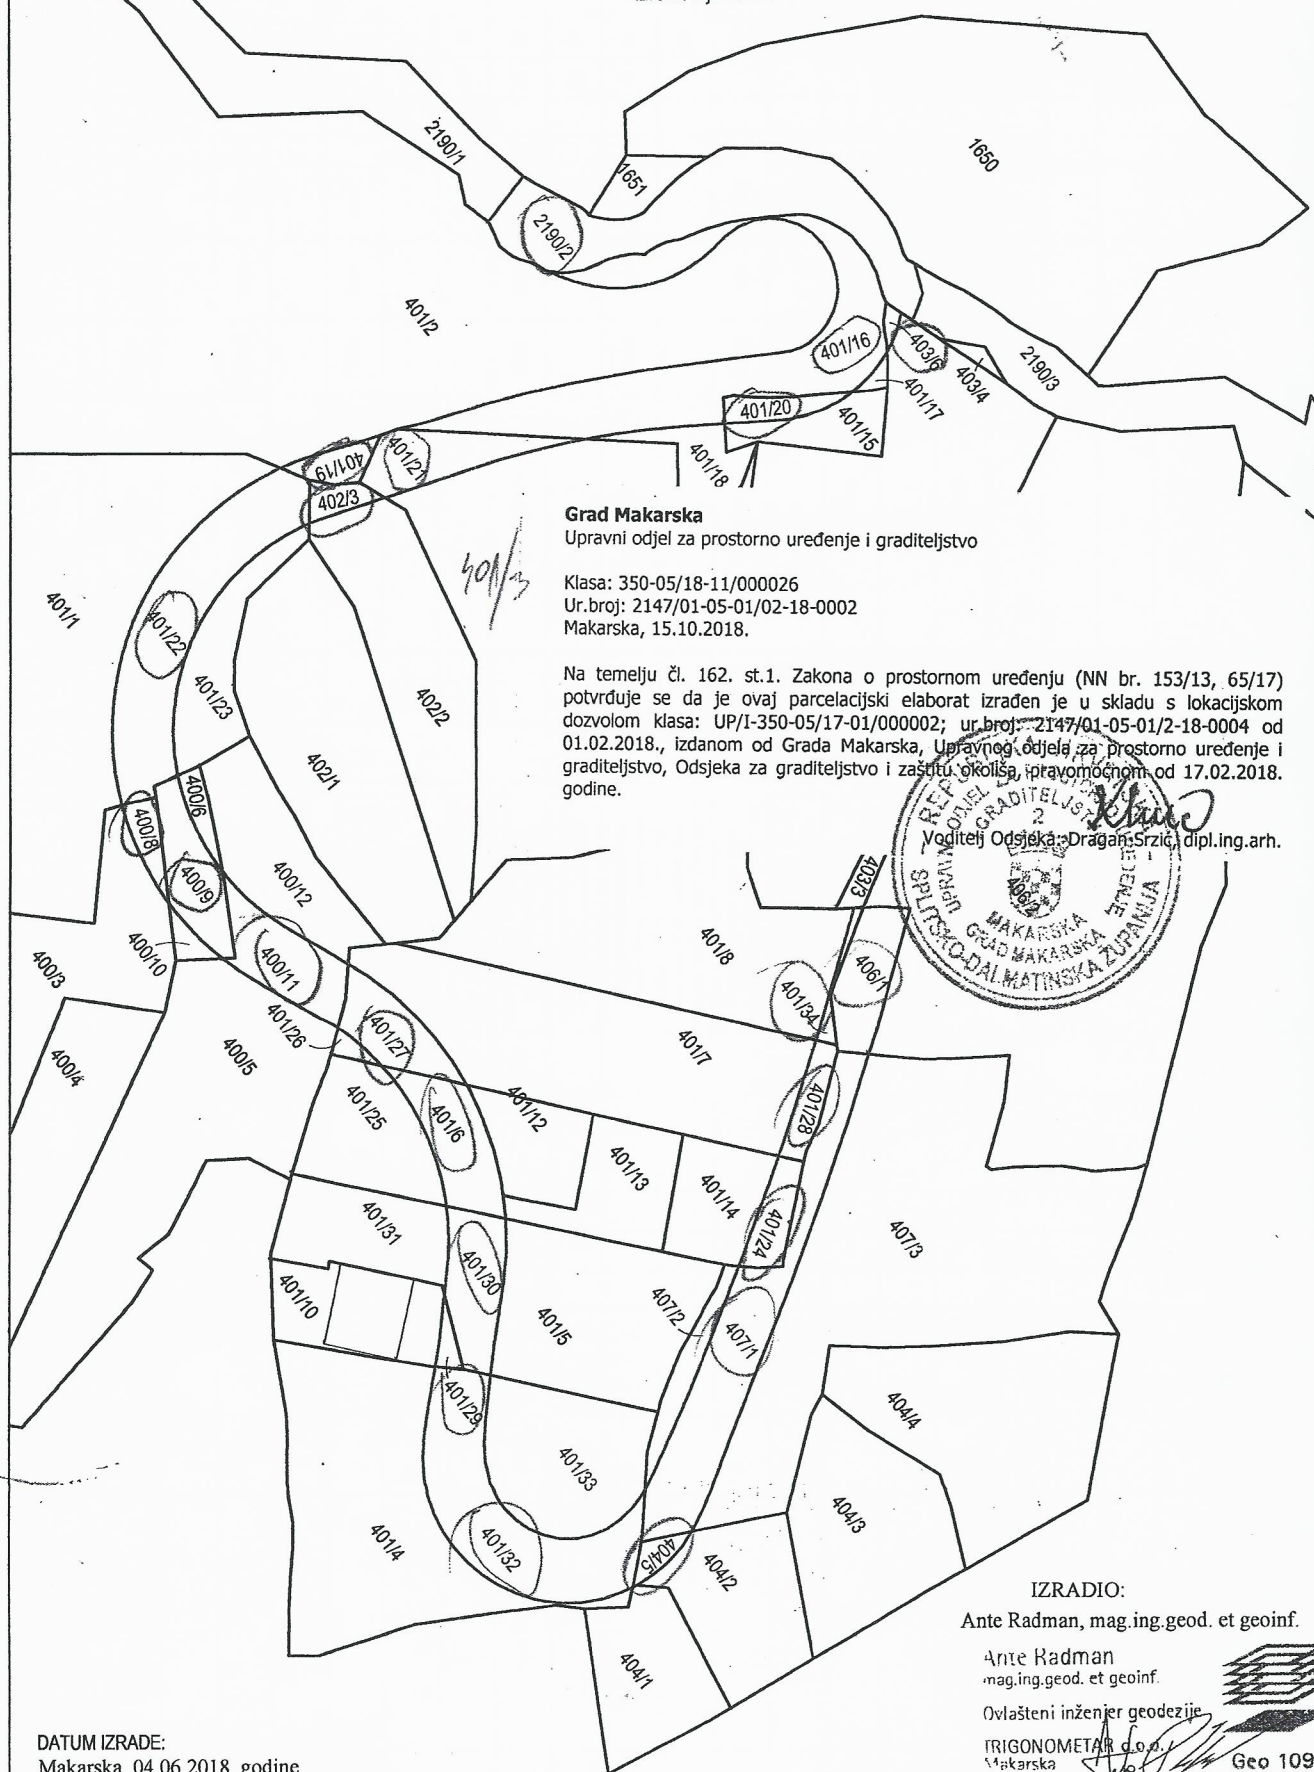 2190/1
1651
1650
2190/2
401/2
401/16
403/6
403/4
2190/3
401/17
401/20
401/15
401/18
401/19
401/21
402/3
401/3
Grad Makarska
Upravni odjel za prostorno uređenje i graditeljstvo
Klasa: 350-05/18-11/000026
Ur.broj: 2147/01-05-01/02-18-0002
Makarska, 15.10.2018.
Na temelju čl. 162. st.1. Zakona o prostornom uređenju (NN br. 153/13, 65/17)
potvrđuje se da je ovaj parcelacijski elaborat izrađen je u skladu s lokacijskom
dozvolom klasa: UP/I-350-05/17-01/000002; ur.broj: 2147/01-05-01/2-18-0004 od
01.02.2018., izdanom od Grada Makarska, Upravnog odjela za prostorno uređenje i
graditeljstvo, Odsjeka za graditeljstvo i zaštitu okoliša, pravomoćnom od 17.02.2018.
godine.
Voditelj Odsjeka: Dragan Srzić, dipl.ing.arh.
SPLITSKO-DALMATINSKA ŽUPANIJA
GRAD MAKARSKA
MAKARSKA
2
406/2
401/1
401/22
401/23
402/2
402/1
400/6
400/8
400/9
400/12
400/10
400/11
400/3
400/4
400/5
401/26
401/27
401/8
403/3
406/1
401/34
401/7
401/25
401/6
401/12
401/28
401/13
401/14
401/24
407/3
401/31
401/30
401/10
401/5
407/2
407/1
401/29
404/4
401/33
404/3
401/4
401/32
404/5
404/2
404/1
IZRADIO:
Ante Radman, mag.ing.geod. et geoinf.
Ante Radman
mag.ing.geod. et geoinf.
Ovlašteni inženjer geodezije
TRIGONOMETAR d.o.o.
Makarska
Geo 109
DATUM IZRADE:
Makarska, 04.06.2018. godine